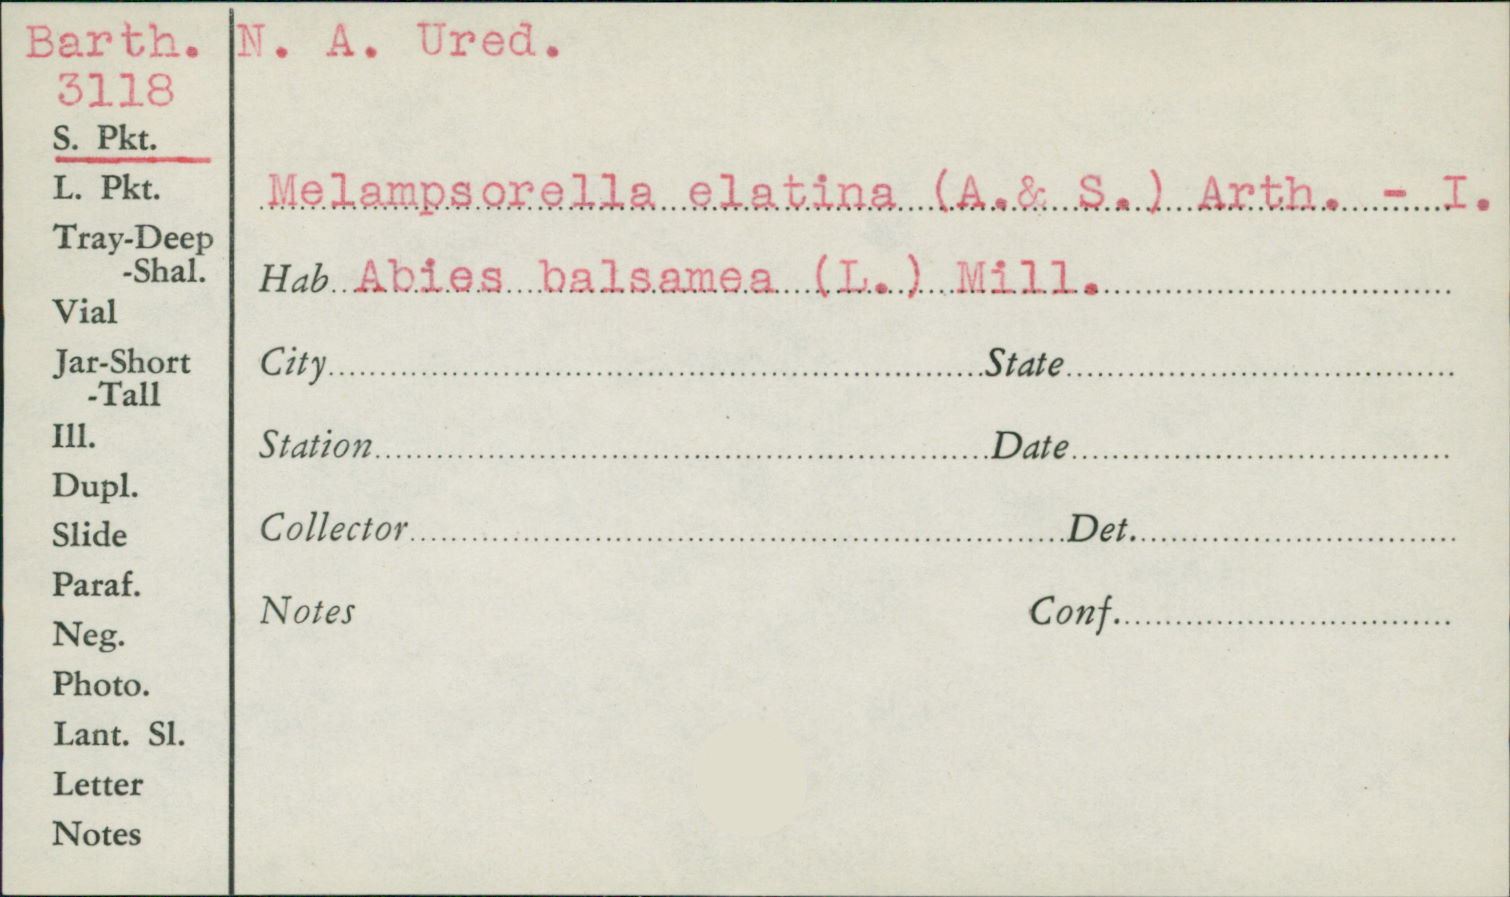 Barth. N. A. Ured.
3118
S. Pkt.
L. Pkt.
Tray-Deep
-Shal.
Vial
Jar-Short
-Tall
Ill.
Dupl.
Slide
Paraf.
Neg.
Photo.
Lant. Sl.
Letter
Notes
Melampsorella elatina (A.& S.) Arth. - I.
Hab Abies balsamea (L.) Mill.
City State
Station Date
Collector Det.
Notes Conf.